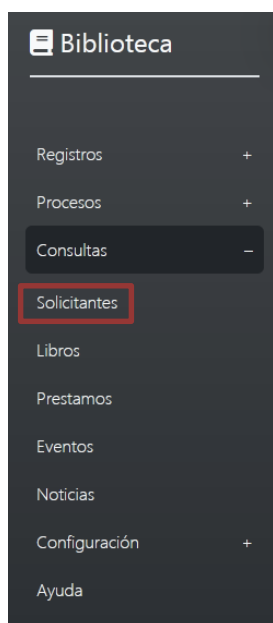 Biblioteca
Registros +
Procesos +
Consultas –
Solicitantes
Libros
Prestamos
Eventos
Noticias
Configuración +
Ayuda